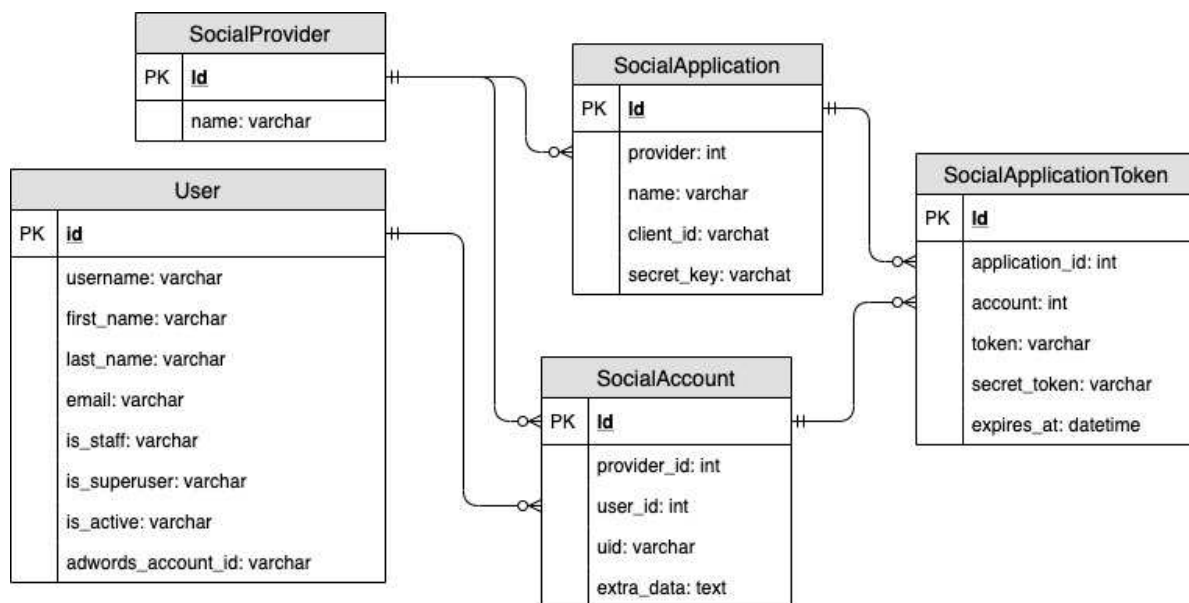 SocialProvider
PK Id
name: varchar
SocialApplication
PK Id
provider: int
name: varchar
client_id: varchat
secret_key: varchat
User
PK id
username: varchar
first_name: varchar
last_name: varchar
email: varchar
is_staff: varchar
is_superuser: varchar
is_active: varchar
adwords_account_id: varchar
SocialApplicationToken
PK Id
application_id: int
account: int
token: varchar
secret_token: varchar
expires_at: datetime
SocialAccount
PK Id
provider_id: int
user_id: int
uid: varchar
extra_data: text